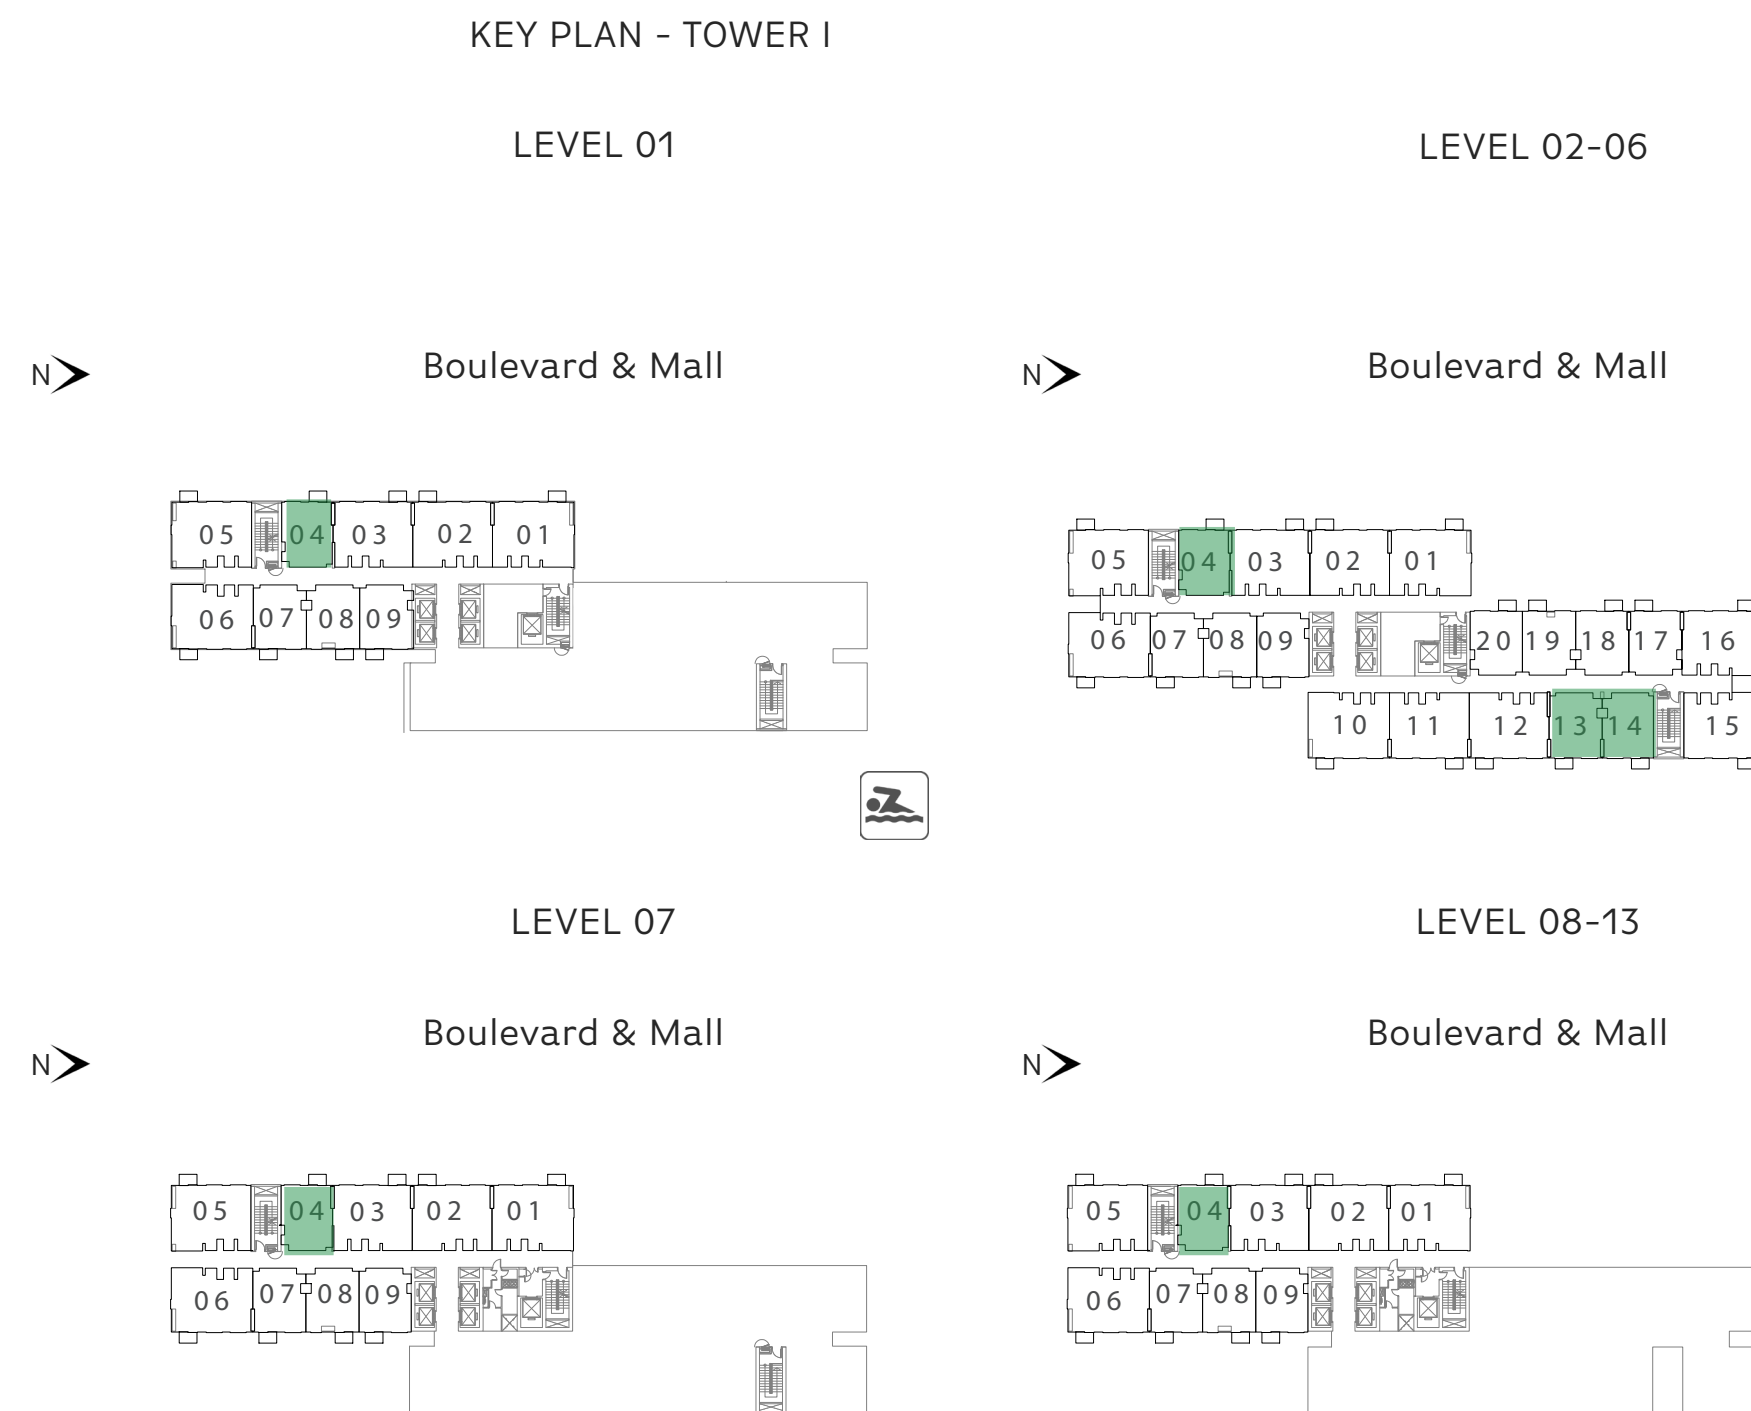 KEY PLAN - TOWER I
LEVEL 01
N
Boulevard & Mall
05 04 03 02 01
06 07 08 09
LEVEL 02-06
N
Boulevard & Mall
05 04 03 02 01
06 07 08 09 20 19 18 17 16
10 11 12 13 14 15
LEVEL 07
N
Boulevard & Mall
05 04 03 02 01
06 07 08 09
LEVEL 08-13
N
Boulevard & Mall
05 04 03 02 01
06 07 08 09